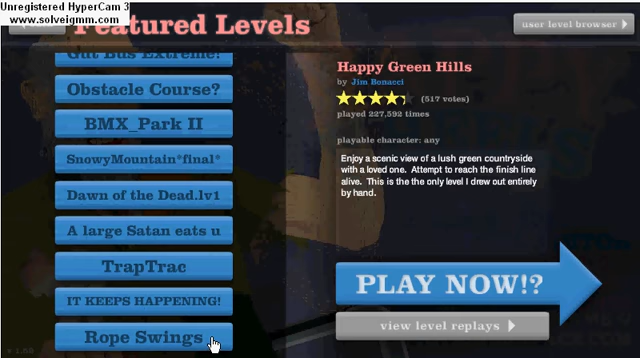 Unregistered HyperCam 3
www.solveigmm.com
Featured Levels
user level browser
Gut Bus Extreme!
Obstacle Course?
BMX_Park II
SnowyMountain*final*
Dawn of the Dead.lv1
A large Satan eats u
TrapTrac
IT KEEPS HAPPENING!
Rope Swings
Happy Green Hills
by Jim Bonacci
(517 votes)
played 227,592 times
playable character: any
Enjoy a scenic view of a lush green countryside
with a loved one. Attempt to reach the finish line
alive. This is the the only level I drew out entirely
by hand.
PLAY NOW!?
view level replays